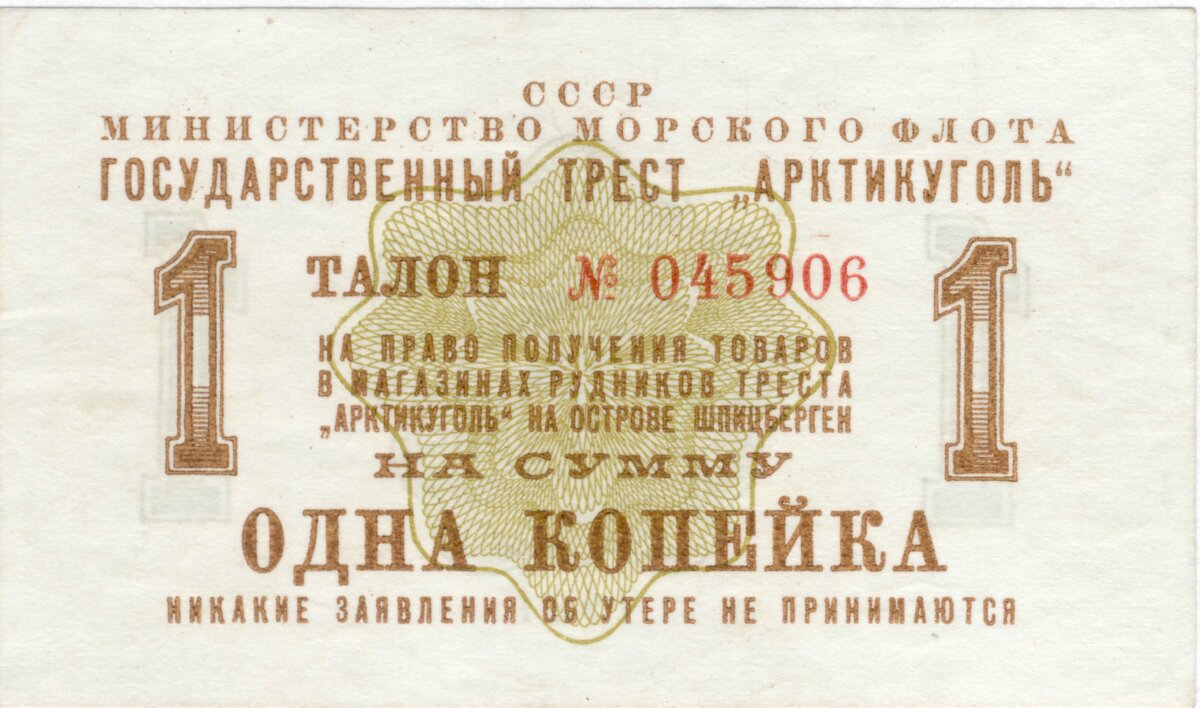 СССР
МИНИСТЕРСТВО МОРСКОГО ФЛОТА
ГОСУДАРСТВЕННЫЙ ТРЕСТ „АРКТИКУГОЛЬ“
1 ТАЛОН № 045906 1
НА ПРАВО ПОЛУЧЕНИЯ ТОВАРОВ
В МАГАЗИНАХ РУДНИКОВ ТРЕСТА
„АРКТИКУГОЛЬ“ НА ОСТРОВЕ ШПИЦБЕРГЕН
НА СУММУ
ОДНА КОПЕЙКА
НИКАКИЕ ЗАЯВЛЕНИЯ ОБ УТЕРЕ НЕ ПРИНИМАЮТСЯ